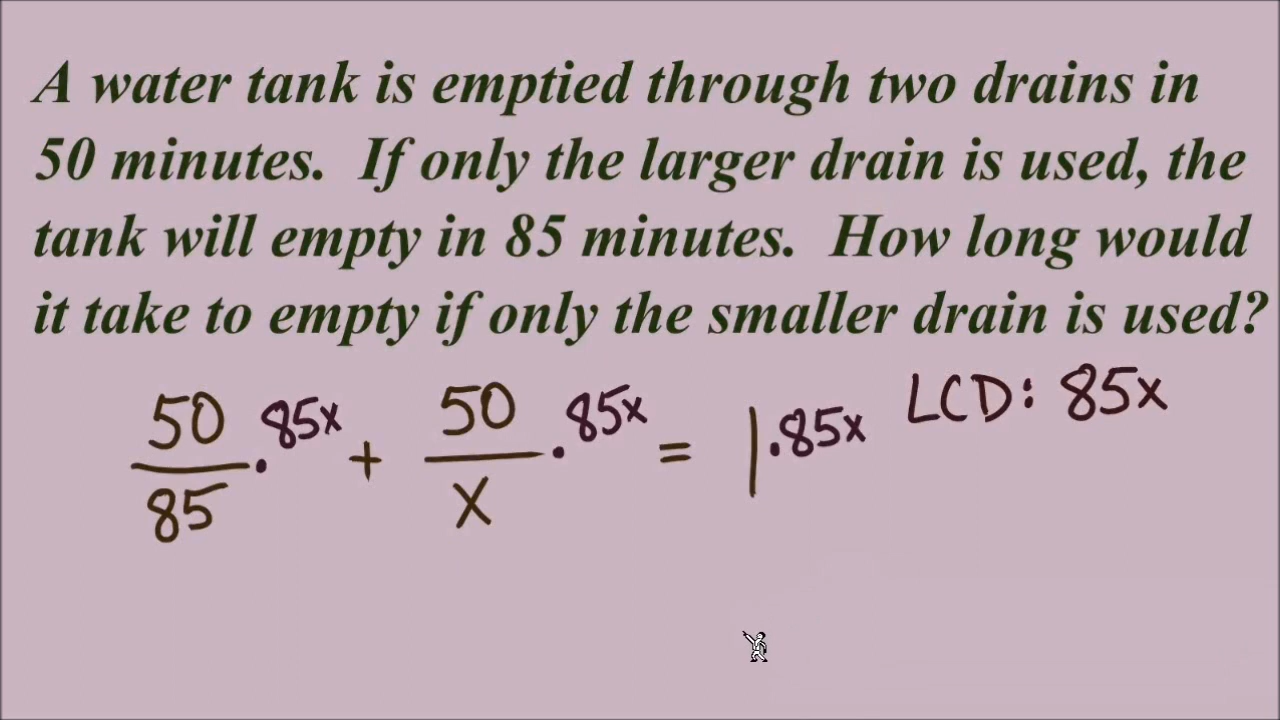 A water tank is emptied through two drains in
50 minutes. If only the larger drain is used, the
tank will empty in 85 minutes. How long would
it take to empty if only the smaller drain is used?
50/85 · 85x + 50/x · 85x = 1 · 85x
LCD: 85x